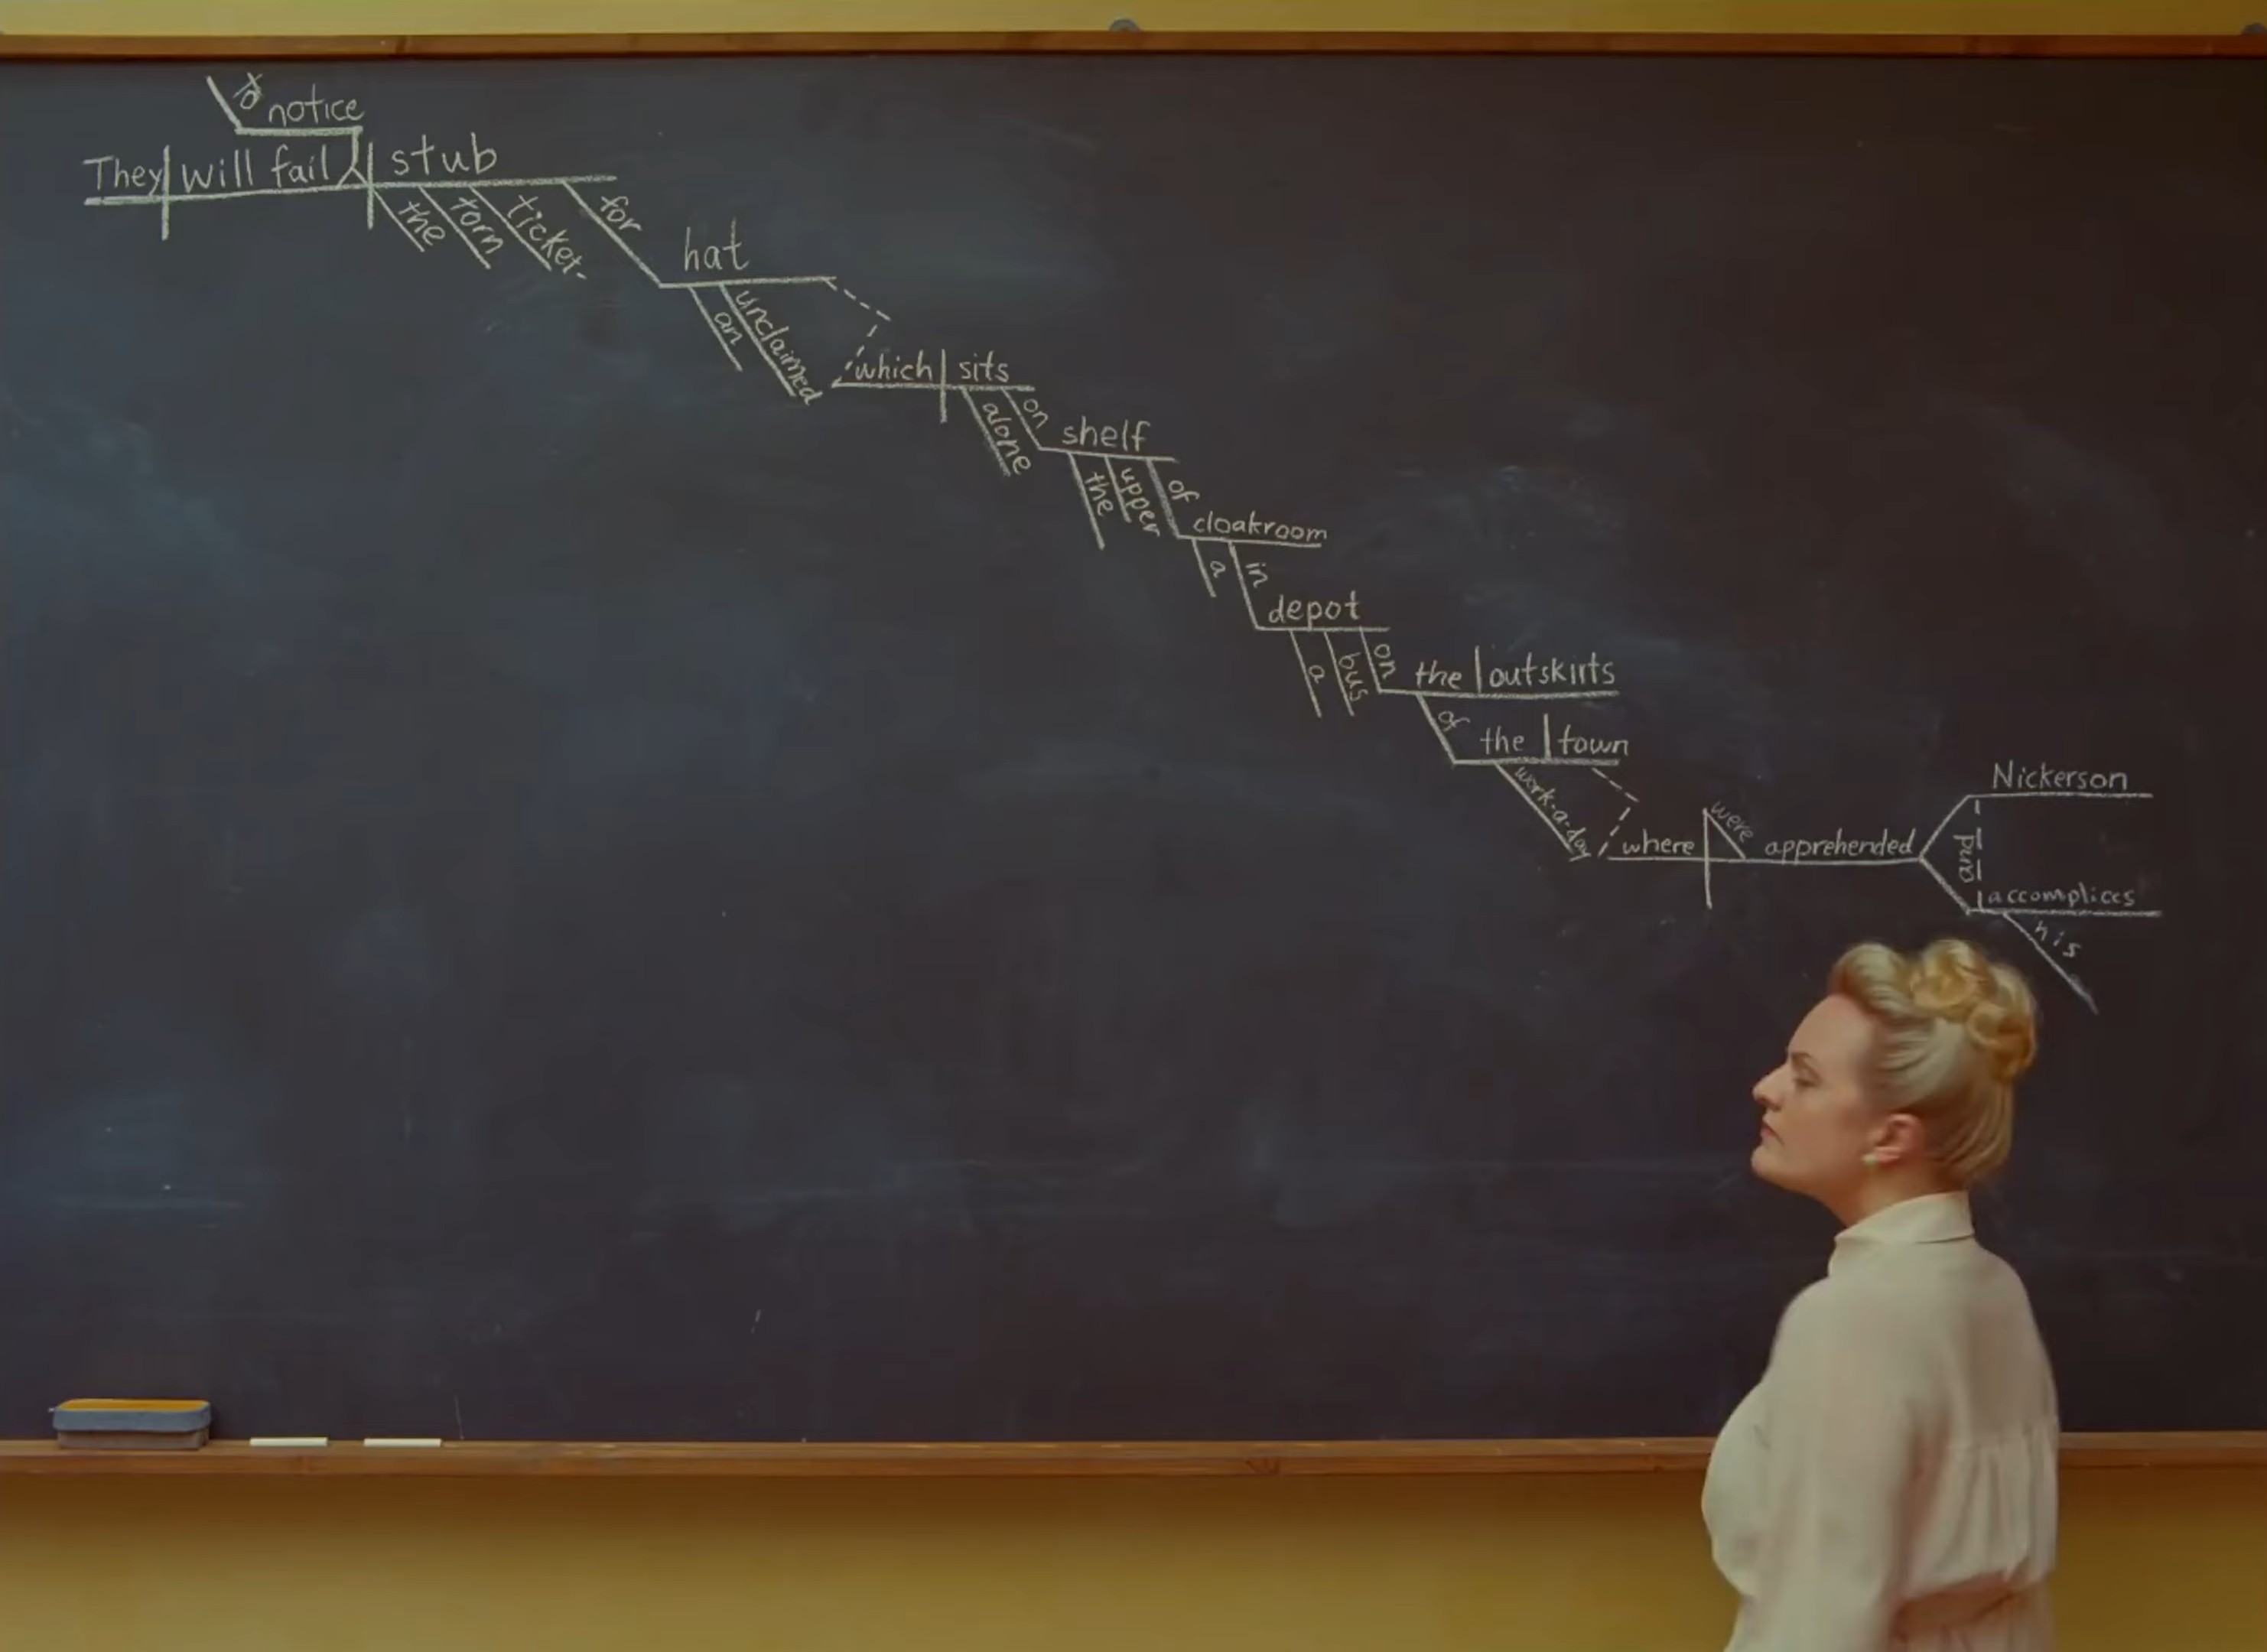 to notice
They will fail stub
the torn ticket- for
hat
an unclaimed
which sits
alone on
shelf
the upper of
cloakroom
a in
depot
a bus on
the outskirts
of
the town
work-a-day
where were apprehended
Nickerson
and
accomplices
his